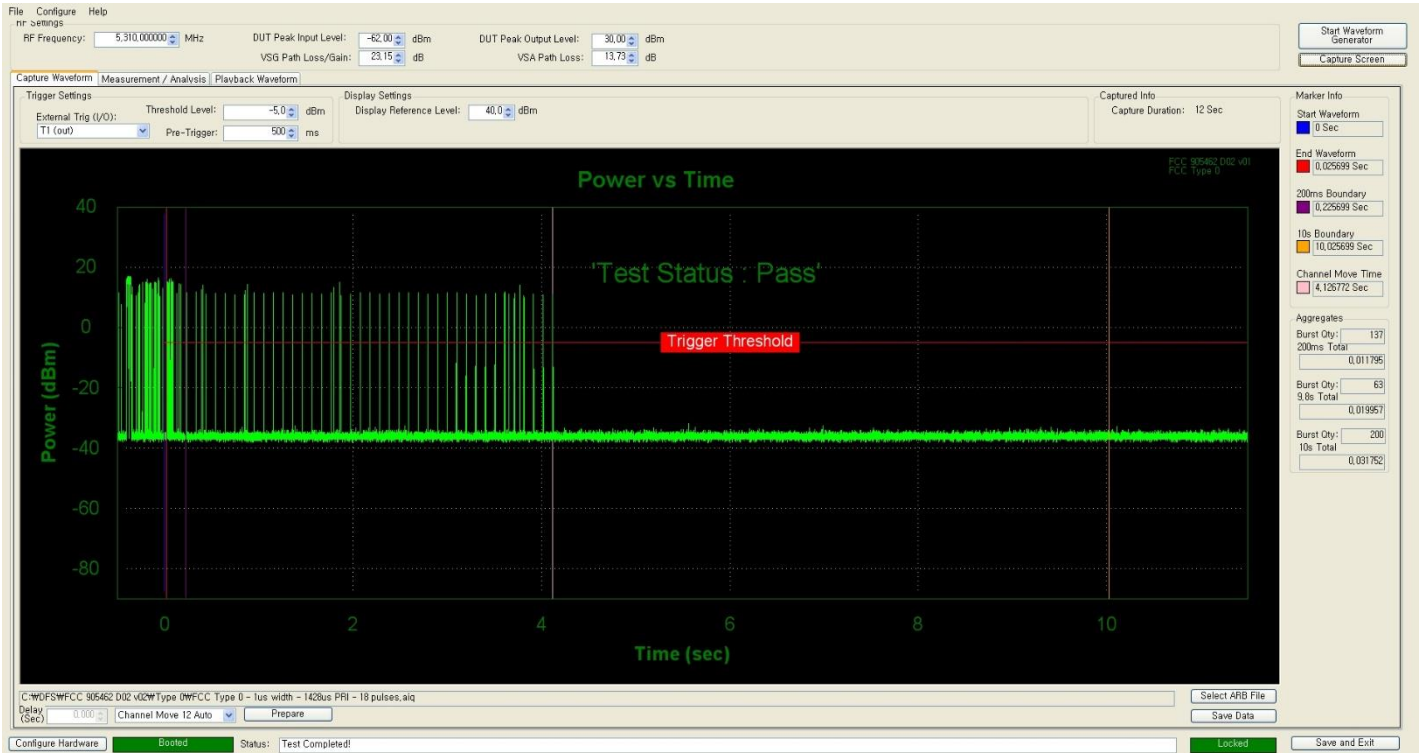 File Configure Help
RF Settings
RF Frequency: 5,310,000000 MHz DUT Peak Input Level: -62,00 dBm DUT Peak Output Level: 30,00 dBm
VSG Path Loss/Gain: 23,15 dB VSA Path Loss: 13,73 dB
Start Waveform Generator
Capture Screen
Capture Waveform Measurement / Analysis Playback Waveform
Trigger Settings
External Trig (I/O): Threshold Level: -5,0 dBm
T1 (out) Pre-Trigger: 500 ms
Display Settings
Display Reference Level: 40,0 dBm
Captured Info
Capture Duration: 12 Sec
Marker Info
Start Waveform
0 Sec
End Waveform
0,025699 Sec
200ms Boundary
0,225699 Sec
10s Boundary
10,025699 Sec
Channel Move Time
4,126772 Sec
Aggregates
Burst Qty: 137
200ms Total
0,011795
Burst Qty: 63
9,8s Total
0,019957
Burst Qty: 200
10s Total
0,031752
FCC 905462 D02 v01
FCC Type 0
Power vs Time
'Test Status : Pass'
Trigger Threshold
Power (dBm)
40
20
0
-20
-40
-60
-80
0 2 4 6 8 10
Time (sec)
C:₩DFS₩FCC 905462 D02 v02₩Type 0₩FCC Type 0 - 1us width - 1428us PRI - 18 pulses,aiq
Select ARB File
Delay (Sec) 0,000 Channel Move 12 Auto Prepare
Save Data
Configure Hardware Booted Status: Test Completed! Locked Save and Exit